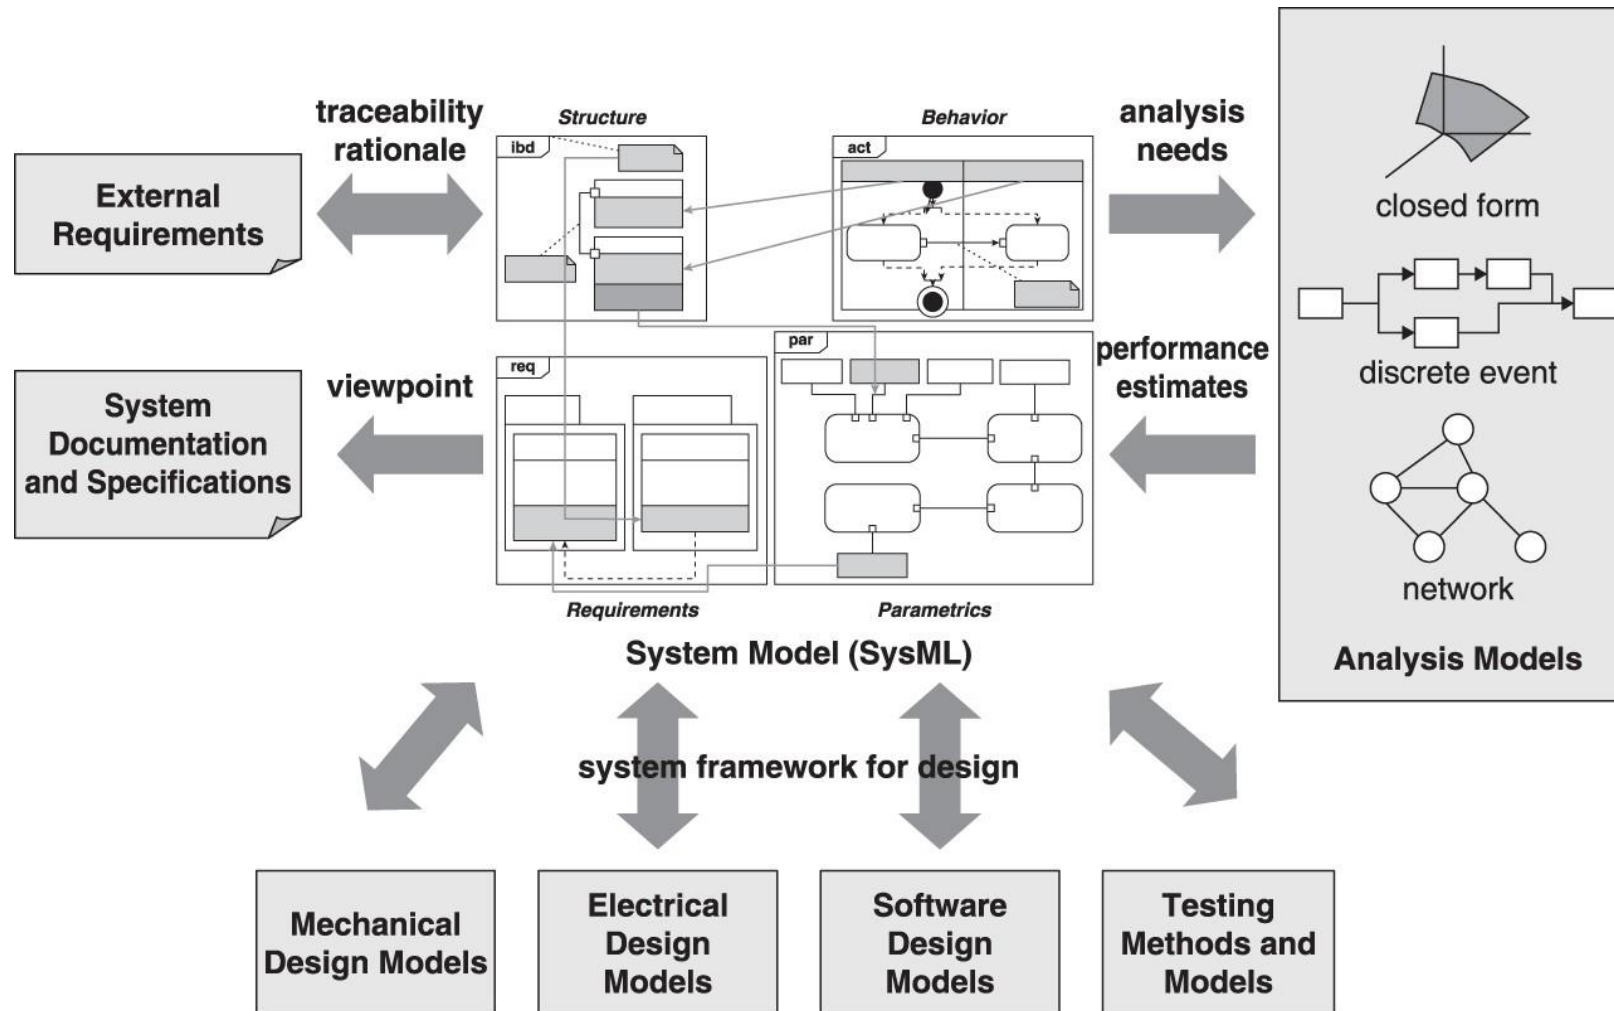 traceability
rationale
Structure
Behavior
analysis
needs
External
Requirements
ibd
act
closed form
discrete event
System
Documentation
and Specifications
viewpoint
req
par
performance
estimates
network
Requirements
Parametrics
System Model (SysML)
Analysis Models
system framework for design
Mechanical
Design Models
Electrical
Design
Models
Software
Design
Models
Testing
Methods and
Models